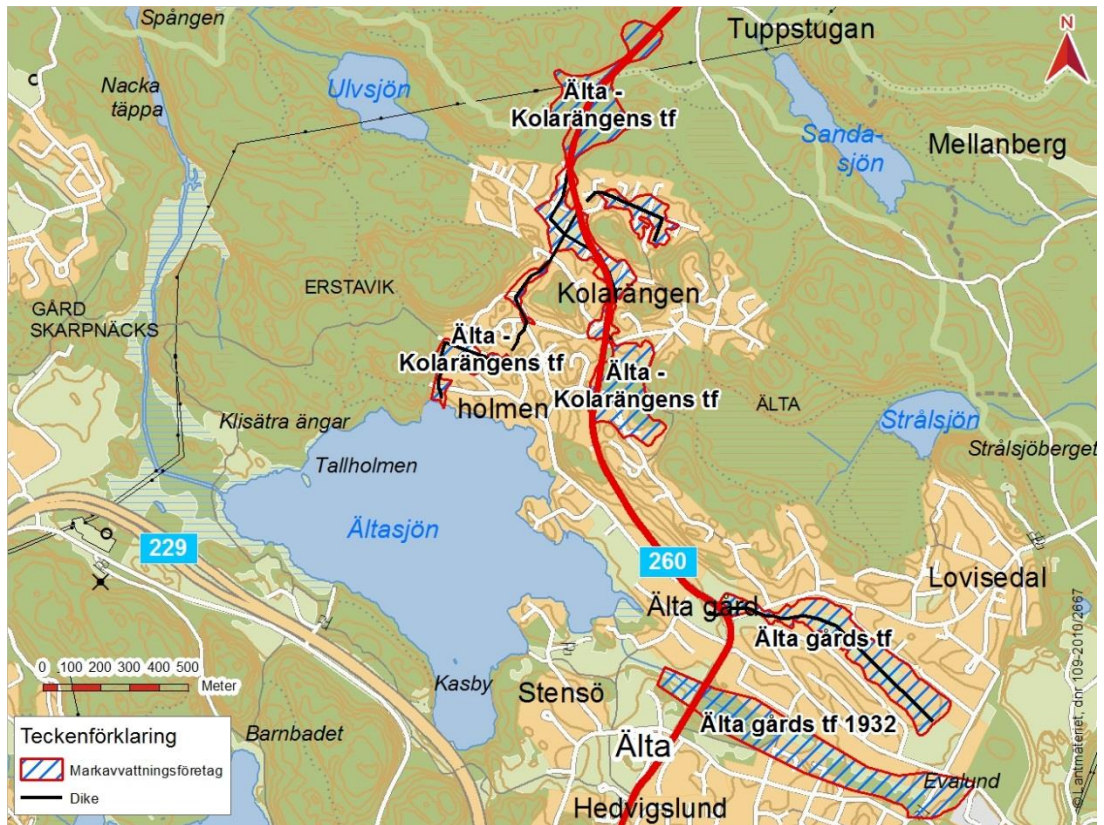 Spången
Tuppstugan
N
Nacka
täppa
Ulvsjön
Älta -
Kolarängens tf
Sanda-
sjön
Mellanberg
ERSTAVIK
GÅRD
SKARPNÄCKS
Kolarängen
Älta -
Kolarängens tf
Älta -
Kolarängens tf
holmen
ÄLTA
Klisätra ängar
Strålsjön
Strålsjöberget
Tallholmen
Ältasjön
229
260
Lovisedal
Älta gård
Älta gårds tf
0 100 200 300 400 500
Meter
Kasby
Stensö
Älta gårds tf 1932
Älta
Barnbadet
Evalund
Hedvigslund
Teckenförklaring
Markavvattningsföretag
Dike
© Lantmäteriet, dnr 109-2010/2667